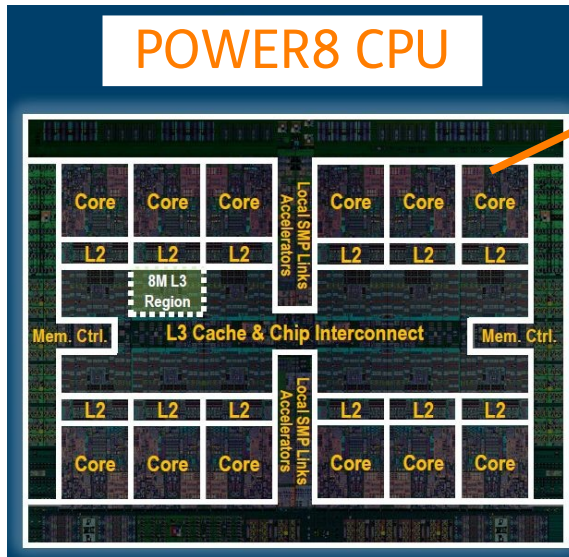 POWER8 CPU
Core Core Core Core Core Core
Local SMP Links
Accelerators
L2 L2 L2 L2 L2 L2
8M L3
Region
Mem. Ctrl. L3 Cache & Chip Interconnect Mem. Ctrl.
L2 L2 L2 L2 L2 L2
Local SMP Links
Accelerators
Core Core Core Core Core Core